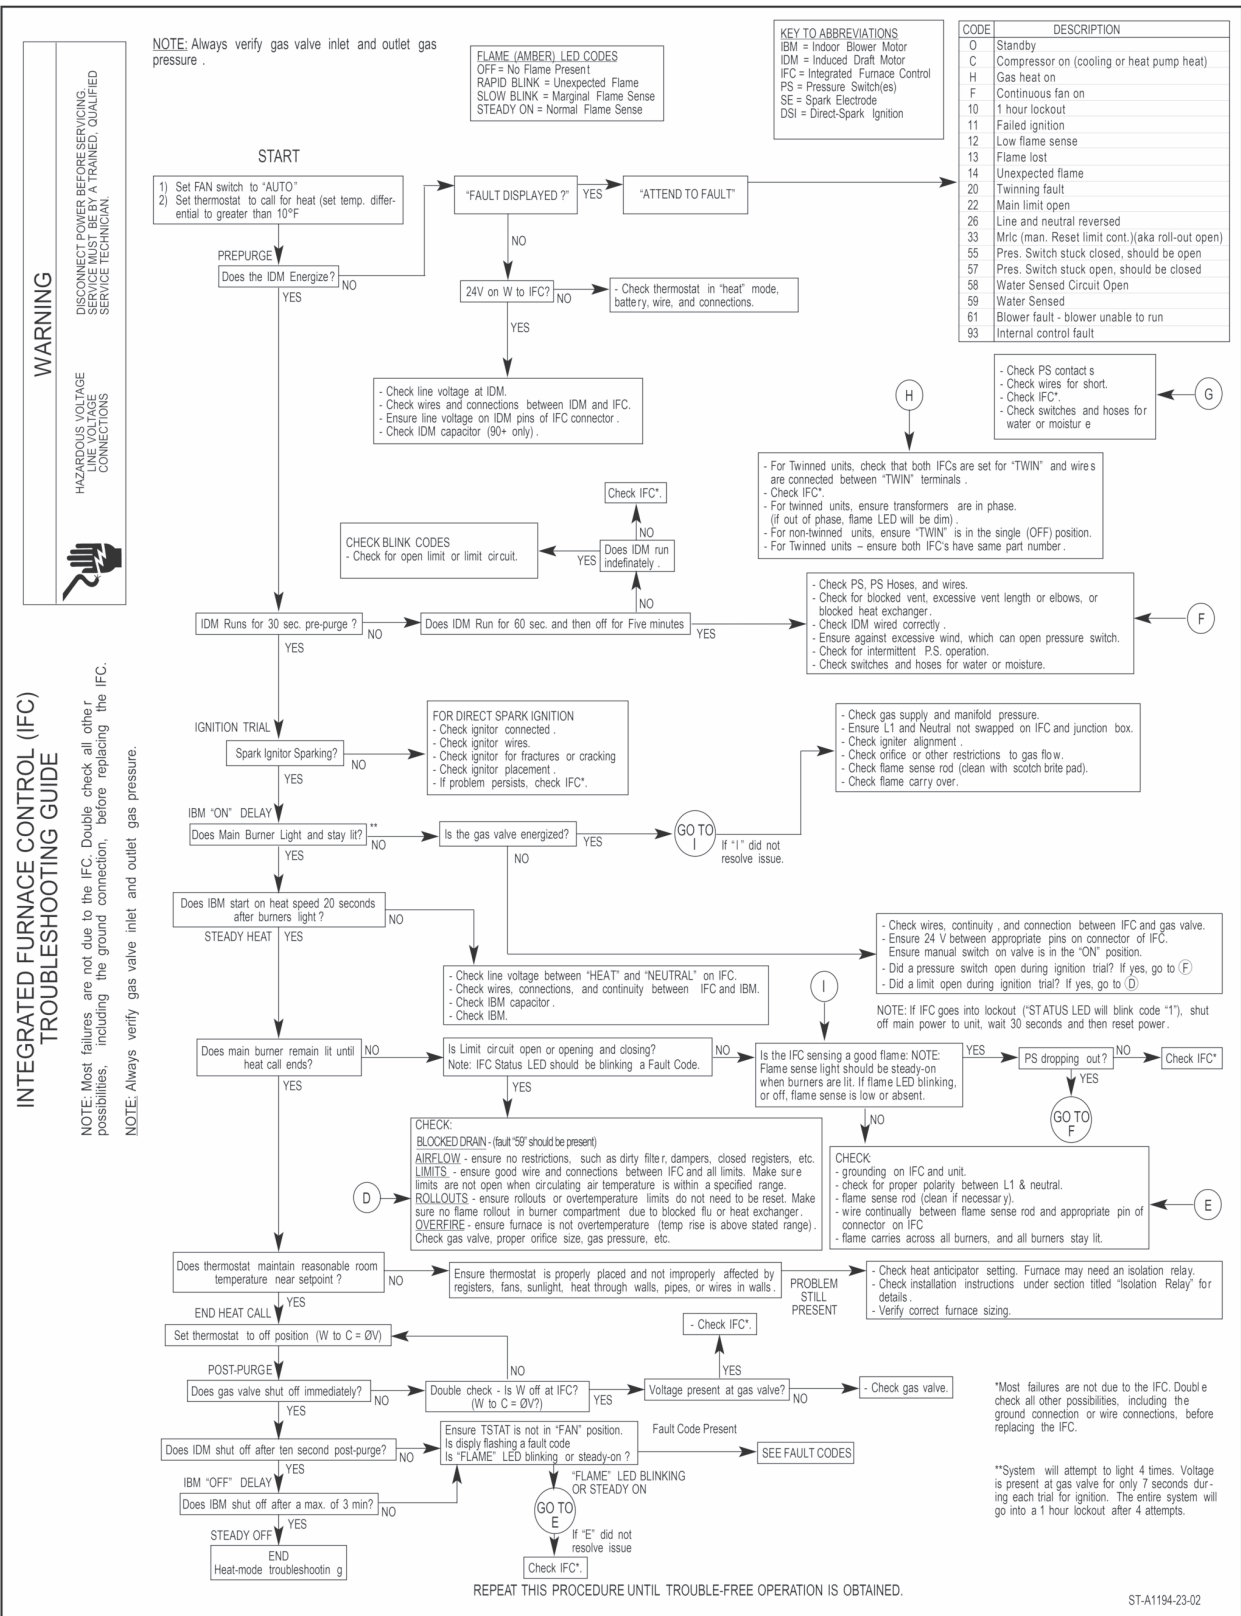 INTEGRATED FURNACE CONTROL (IFC)
TROUBLESHOOTING GUIDE
NOTE: Most failures are not due to the IFC. Double check all other
possibilities, including the ground connection, before replacing the IFC.
NOTE: Always verify gas valve inlet and outlet gas pressure.
WARNING
HAZARDOUS VOLTAGE
LINE VOLTAGE
CONNECTIONS
DISCONNECT POWER BEFORE SERVICING.
SERVICE MUST BE BY A TRAINED, QUALIFIED
SERVICE TECHNICIAN.
NOTE: Always verify gas valve inlet and outlet gas
pressure .
FLAME (AMBER) LED CODES
OFF = No Flame Present
RAPID BLINK = Unexpected Flame
SLOW BLINK = Marginal Flame Sense
STEADY ON = Normal Flame Sense
KEY TO ABBREVIATIONS
IBM = Indoor Blower Motor
IDM = Induced Draft Motor
IFC = Integrated Furnace Control
PS = Pressure Switch(es)
SE = Spark Electrode
DSI = Direct-Spark Ignition
CODE DESCRIPTION
O Standby
C Compressor on (cooling or heat pump heat)
H Gas heat on
F Continuous fan on
10 1 hour lockout
11 Failed ignition
12 Low flame sense
13 Flame lost
14 Unexpected flame
20 Twinning fault
22 Main limit open
26 Line and neutral reversed
33 Mrlc (man. Reset limit cont.)(aka roll-out open)
55 Pres. Switch stuck closed, should be open
57 Pres. Switch stuck open, should be closed
58 Water Sensed Circuit Open
59 Water Sensed
61 Blower fault - blower unable to run
93 Internal control fault
START
1) Set FAN switch to "AUTO"
2) Set thermostat to call for heat (set temp. differ-
ential to greater than 10°F
"FAULT DISPLAYED ?"
YES
"ATTEND TO FAULT"
NO
PREPURGE
Does the IDM Energize?
NO
YES
24V on W to IFC?
NO
- Check thermostat in "heat" mode,
battery, wire, and connections.
YES
- Check line voltage at IDM.
- Check wires and connections between IDM and IFC.
- Ensure line voltage on IDM pins of IFC connector .
- Check IDM capacitor (90+ only) .
- Check PS contact s
- Check wires for short.
- Check IFC*.
- Check switches and hoses for
water or moistur e
G
H
- For Twinned units, check that both IFCs are set for "TWIN" and wire s
are connected between "TWIN" terminals .
- Check IFC*.
- For twinned units, ensure transformers are in phase.
(if out of phase, flame LED will be dim) .
- For non-twinned units, ensure "TWIN" is in the single (OFF) position.
- For Twinned units – ensure both IFC's have same part number .
Check IFC*.
NO
CHECK BLINK CODES
- Check for open limit or limit circuit.
YES
Does IDM run
indefinately .
NO
IDM Runs for 30 sec. pre-purge ?
NO
Does IDM Run for 60 sec. and then off for Five minutes
YES
YES
- Check PS, PS Hoses, and wires.
- Check for blocked vent, excessive vent length or elbows, or
blocked heat exchanger .
- Check IDM wired correctly .
- Ensure against excessive wind, which can open pressure switch.
- Check for intermittent P.S. operation.
- Check switches and hoses for water or moisture.
F
IGNITION TRIAL
Spark Ignitor Sparking?
NO
YES
FOR DIRECT SPARK IGNITION
- Check ignitor connected .
- Check ignitor wires.
- Check ignitor for fractures or cracking
- Check ignitor placement .
- If problem persists, check IFC*.
- Check gas supply and manifold pressure.
- Ensure L1 and Neutral not swapped on IFC and junction box.
- Check igniter alignment .
- Check orifice or other restrictions to gas flow.
- Check flame sense rod (clean with scotch brite pad).
- Check flame carry over.
IBM "ON" DELAY
Does Main Burner Light and stay lit?
**
NO
YES
Is the gas valve energized?
YES
NO
GO TO
I
If "I" did not
resolve issue.
Does IBM start on heat speed 20 seconds
after burners light ?
NO
STEADY HEAT
YES
- Check line voltage between "HEAT" and "NEUTRAL" on IFC.
- Check wires, connections, and continuity between IFC and IBM.
- Check IBM capacitor .
- Check IBM.
- Check wires, continuity , and connection between IFC and gas valve.
- Ensure 24 V between appropriate pins on connector of IFC.
Ensure manual switch on valve is in the "ON" position.
- Did a pressure switch open during ignition trial? If yes, go to F
- Did a limit open during ignition trial? If yes, go to D
NOTE: If IFC goes into lockout ("ST ATUS LED will blink code "1"), shut
off main power to unit, wait 30 seconds and then reset power .
I
Does main burner remain lit until
heat call ends?
NO
YES
Is Limit circuit open or opening and closing?
Note: IFC Status LED should be blinking a Fault Code.
NO
YES
Is the IFC sensing a good flame: NOTE:
Flame sense light should be steady-on
when burners are lit. If flame LED blinking,
or off, flame sense is low or absent.
YES
NO
PS dropping out?
NO
Check IFC*
YES
GO TO
F
CHECK:
BLOCKED DRAIN - (fault "59" should be present)
AIRFLOW - ensure no restrictions, such as dirty filte r, dampers, closed registers, etc.
LIMITS - ensure good wire and connections between IFC and all limits. Make sur e
limits are not open when circulating air temperature is within a specified range.
ROLLOUTS - ensure rollouts or overtemperature limits do not need to be reset. Make
sure no flame rollout in burner compartment due to blocked flu or heat exchanger .
OVERFIRE - ensure furnace is not overtemperature (temp rise is above stated range) .
Check gas valve, proper orifice size, gas pressure, etc.
D
CHECK:
- grounding on IFC and unit.
- check for proper polarity between L1 & neutral.
- flame sense rod (clean if necessar y).
- wire continually between flame sense rod and appropriate pin of
connector on IFC
- flame carries across all burners, and all burners stay lit.
E
Does thermostat maintain reasonable room
temperature near setpoint ?
NO
YES
Ensure thermostat is properly placed and not improperly affected by
registers, fans, sunlight, heat through walls, pipes, or wires in walls .
PROBLEM
STILL
PRESENT
- Check heat anticipator setting. Furnace may need an isolation relay.
- Check installation instructions under section titled "Isolation Relay" for
details .
- Verify correct furnace sizing.
END HEAT CALL
Set thermostat to off position (W to C = ØV)
- Check IFC*.
POST-PURGE
NO
YES
Does gas valve shut off immediately?
NO
YES
Double check - Is W off at IFC?
(W to C = ØV?)
YES
Voltage present at gas valve?
NO
- Check gas valve.
Does IDM shut off after ten second post-purge?
NO
YES
Ensure TSTAT is not in "FAN" position.
Is disply flashing a fault code
Is "FLAME" LED blinking or steady-on ?
Fault Code Present
SEE FAULT CODES
"FLAME" LED BLINKING
OR STEADY ON
IBM "OFF" DELAY
Does IBM shut off after a max. of 3 min?
NO
YES
GO TO
E
If "E" did not
resolve issue
Check IFC*.
STEADY OFF
END
Heat-mode troubleshootin g
*Most failures are not due to the IFC. Doubl e
check all other possibilities, including the
ground connection or wire connections, before
replacing the IFC.
**System will attempt to light 4 times. Voltage
is present at gas valve for only 7 seconds dur-
ing each trial for ignition. The entire system will
go into a 1 hour lockout after 4 attempts.
REPEAT THIS PROCEDURE UNTIL TROUBLE-FREE OPERATION IS OBTAINED.
ST-A1194-23-02